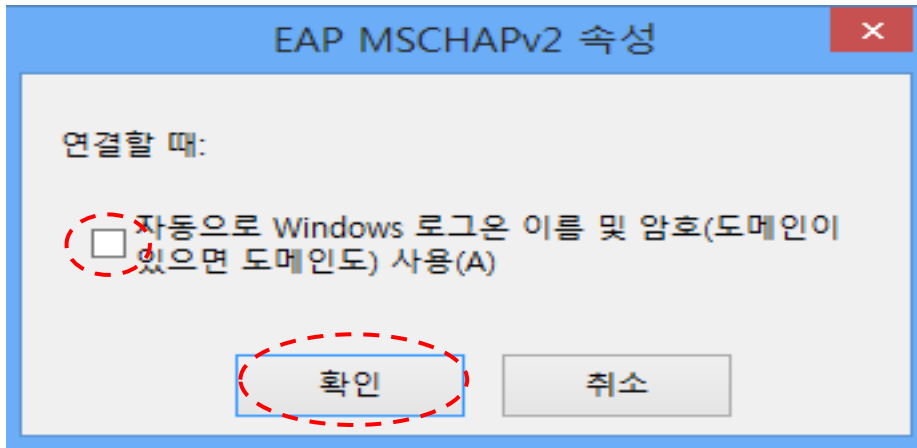 EAP MSCHAPv2 속성
연결할 때:
자동으로 Windows 로그온 이름 및 암호(도메인이
있으면 도메인도) 사용(A)
확인
취소